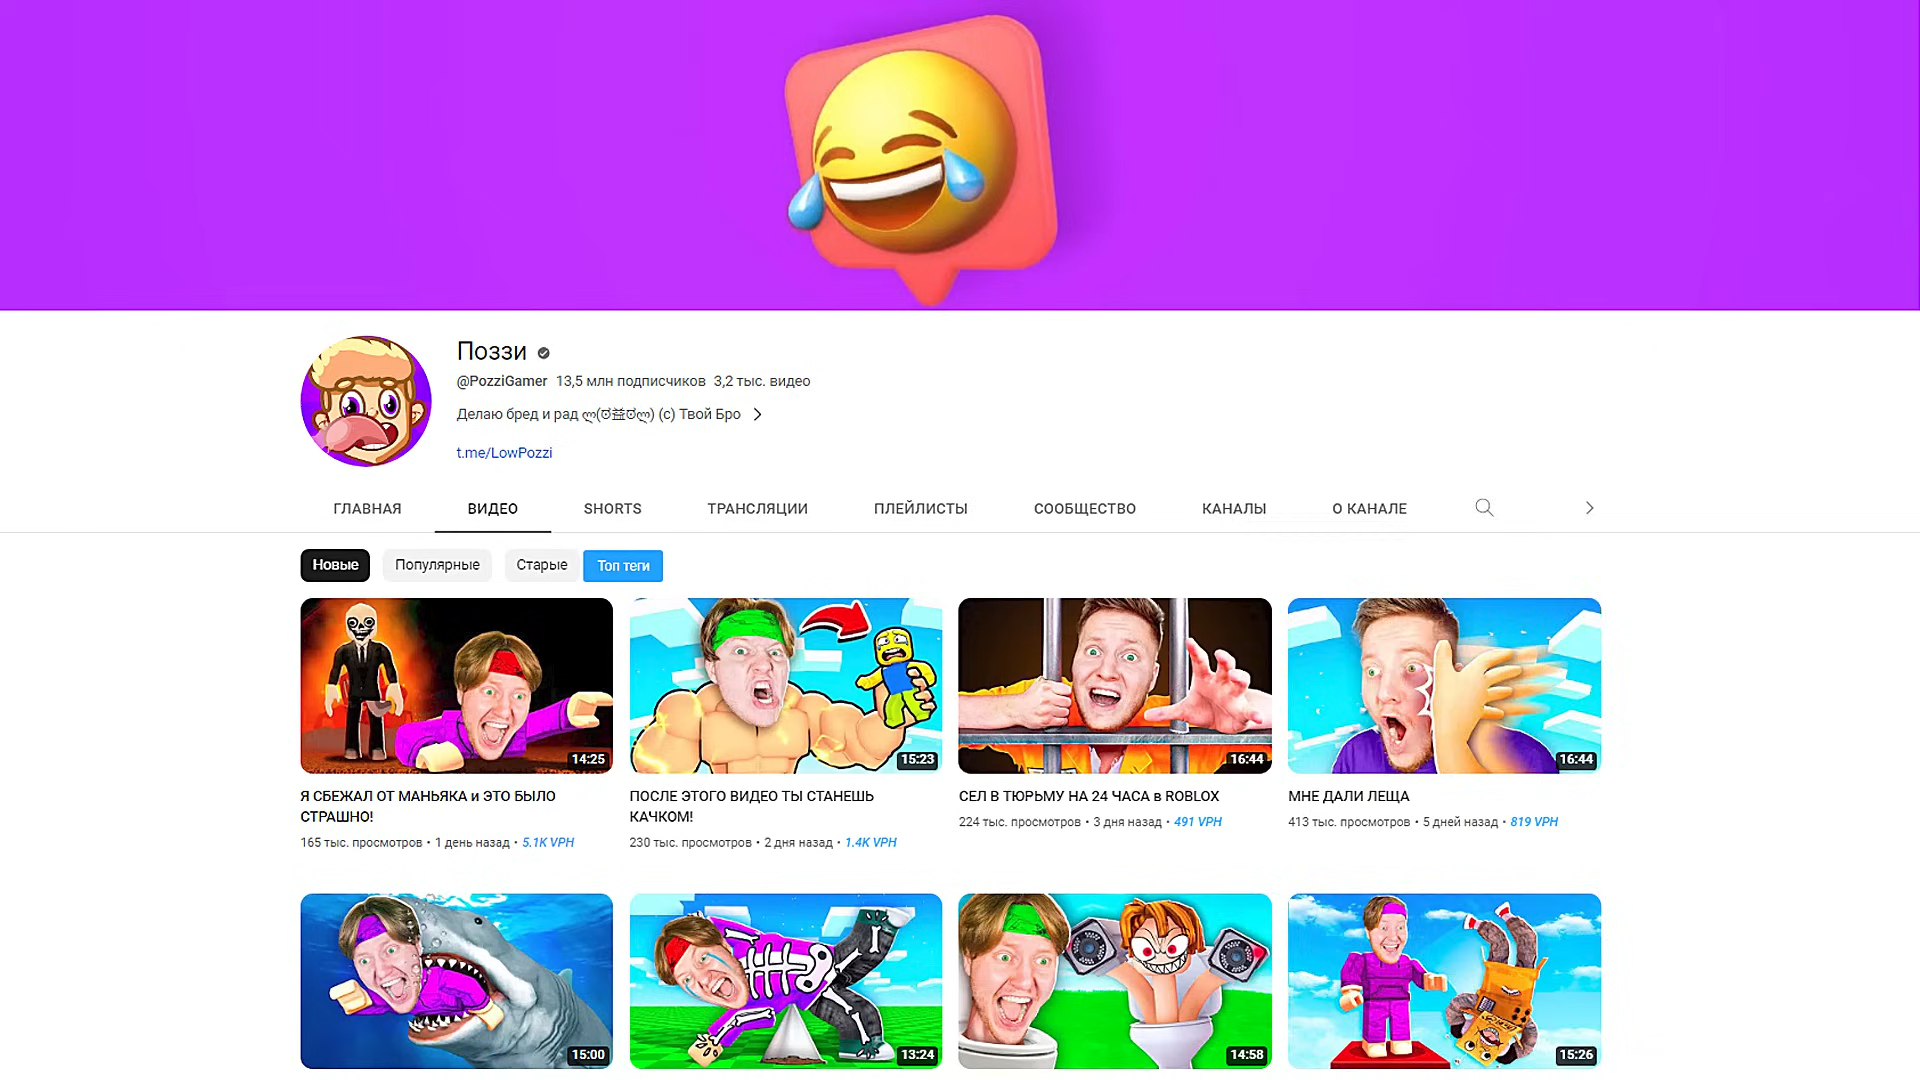 Поззи
@PozziGamer 13,5 млн подписчиков 3,2 тыс. видео
Делаю бред и рад ლ(ಠ益ಠლ) (c) Твой Бро
t.me/LowPozzi
ГЛАВНАЯ ВИДЕО SHORTS ТРАНСЛЯЦИИ ПЛЕЙЛИСТЫ СООБЩЕСТВО КАНАЛЫ О КАНАЛЕ
Новые Популярные Старые Топ теги
14:25 15:23 16:44 16:44
Я СБЕЖАЛ ОТ МАНЬЯКА и ЭТО БЫЛО
СТРАШНО!
165 тыс. просмотров • 1 день назад • 5.1K VPH
ПОСЛЕ ЭТОГО ВИДЕО ТЫ СТАНЕШЬ
КАЧКОМ!
230 тыс. просмотров • 2 дня назад • 1.4K VPH
СЕЛ В ТЮРЬМУ НА 24 ЧАСА в ROBLOX
224 тыс. просмотров • 3 дня назад • 491 VPH
МНЕ ДАЛИ ЛЕЩА
413 тыс. просмотров • 5 дней назад • 819 VPH
15:00 13:24 14:58 15:26